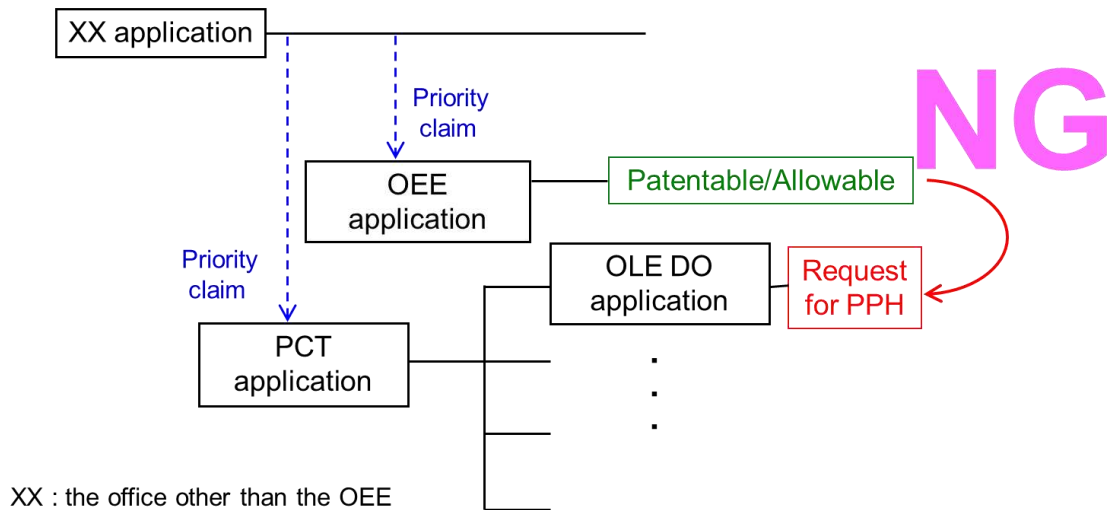 XX application
NG
Priority
claim
Patentable/Allowable
OEE
application
Priority
claim
OLE DO
application
Request
for PPH
PCT
application
XX : the office other than the OEE